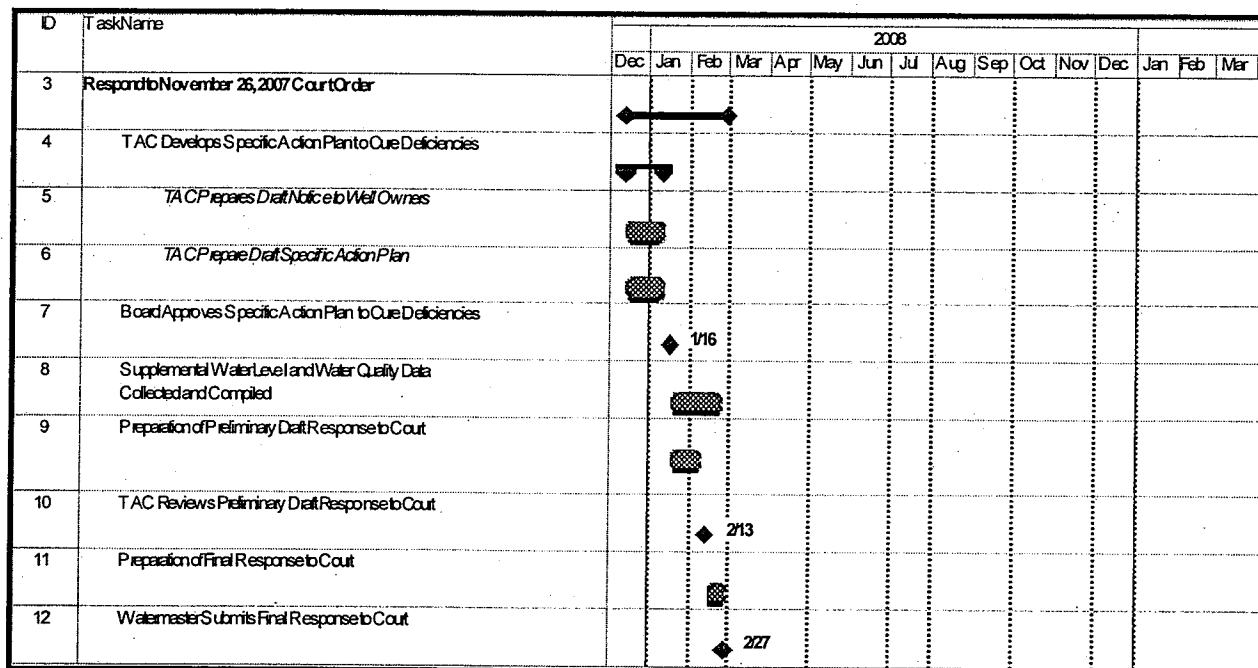 ID TaskName
2008
Dec Jan Feb Mar Apr May Jun Jul Aug Sep Oct Nov Dec Jan Feb Mar
3 Respond to November 26, 2007 Court Order
4 TAC Develops Specific Action Plan to Cure Deficiencies
5 TAC Prepares Draft Notice to Well Owners
6 TAC Prepare Draft Specific Action Plan
7 Board Approves Specific Action Plan to Cure Deficiencies
1/16
8 Supplemental Water Level and Water Quality Data
Collected and Compiled
9 Preparation of Preliminary Draft Response to Court
10 TAC Reviews Preliminary Draft Response to Court
2/13
11 Preparation of Final Response to Court
12 Watermaster Submits Final Response to Court
2/27